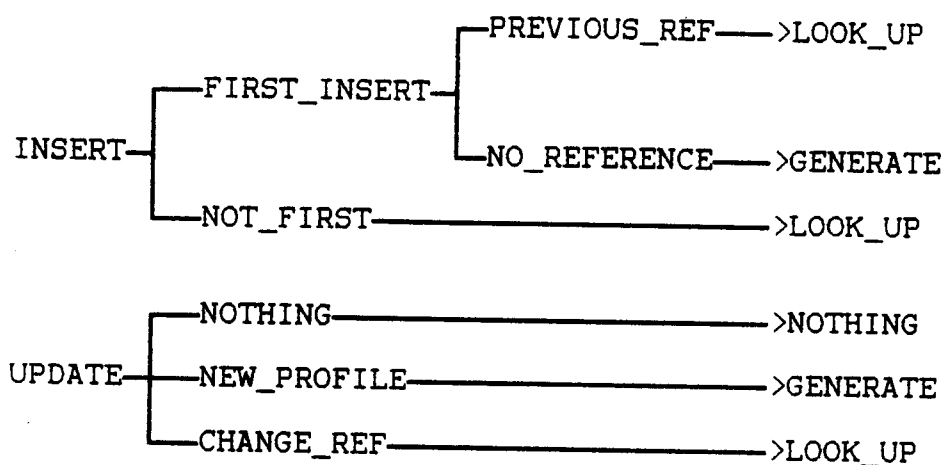 PREVIOUS_REF >LOOK_UP
FIRST_INSERT
INSERT
NO_REFERENCE >GENERATE
NOT_FIRST >LOOK_UP
NOTHING >NOTHING
UPDATE NEW_PROFILE >GENERATE
CHANGE_REF >LOOK_UP